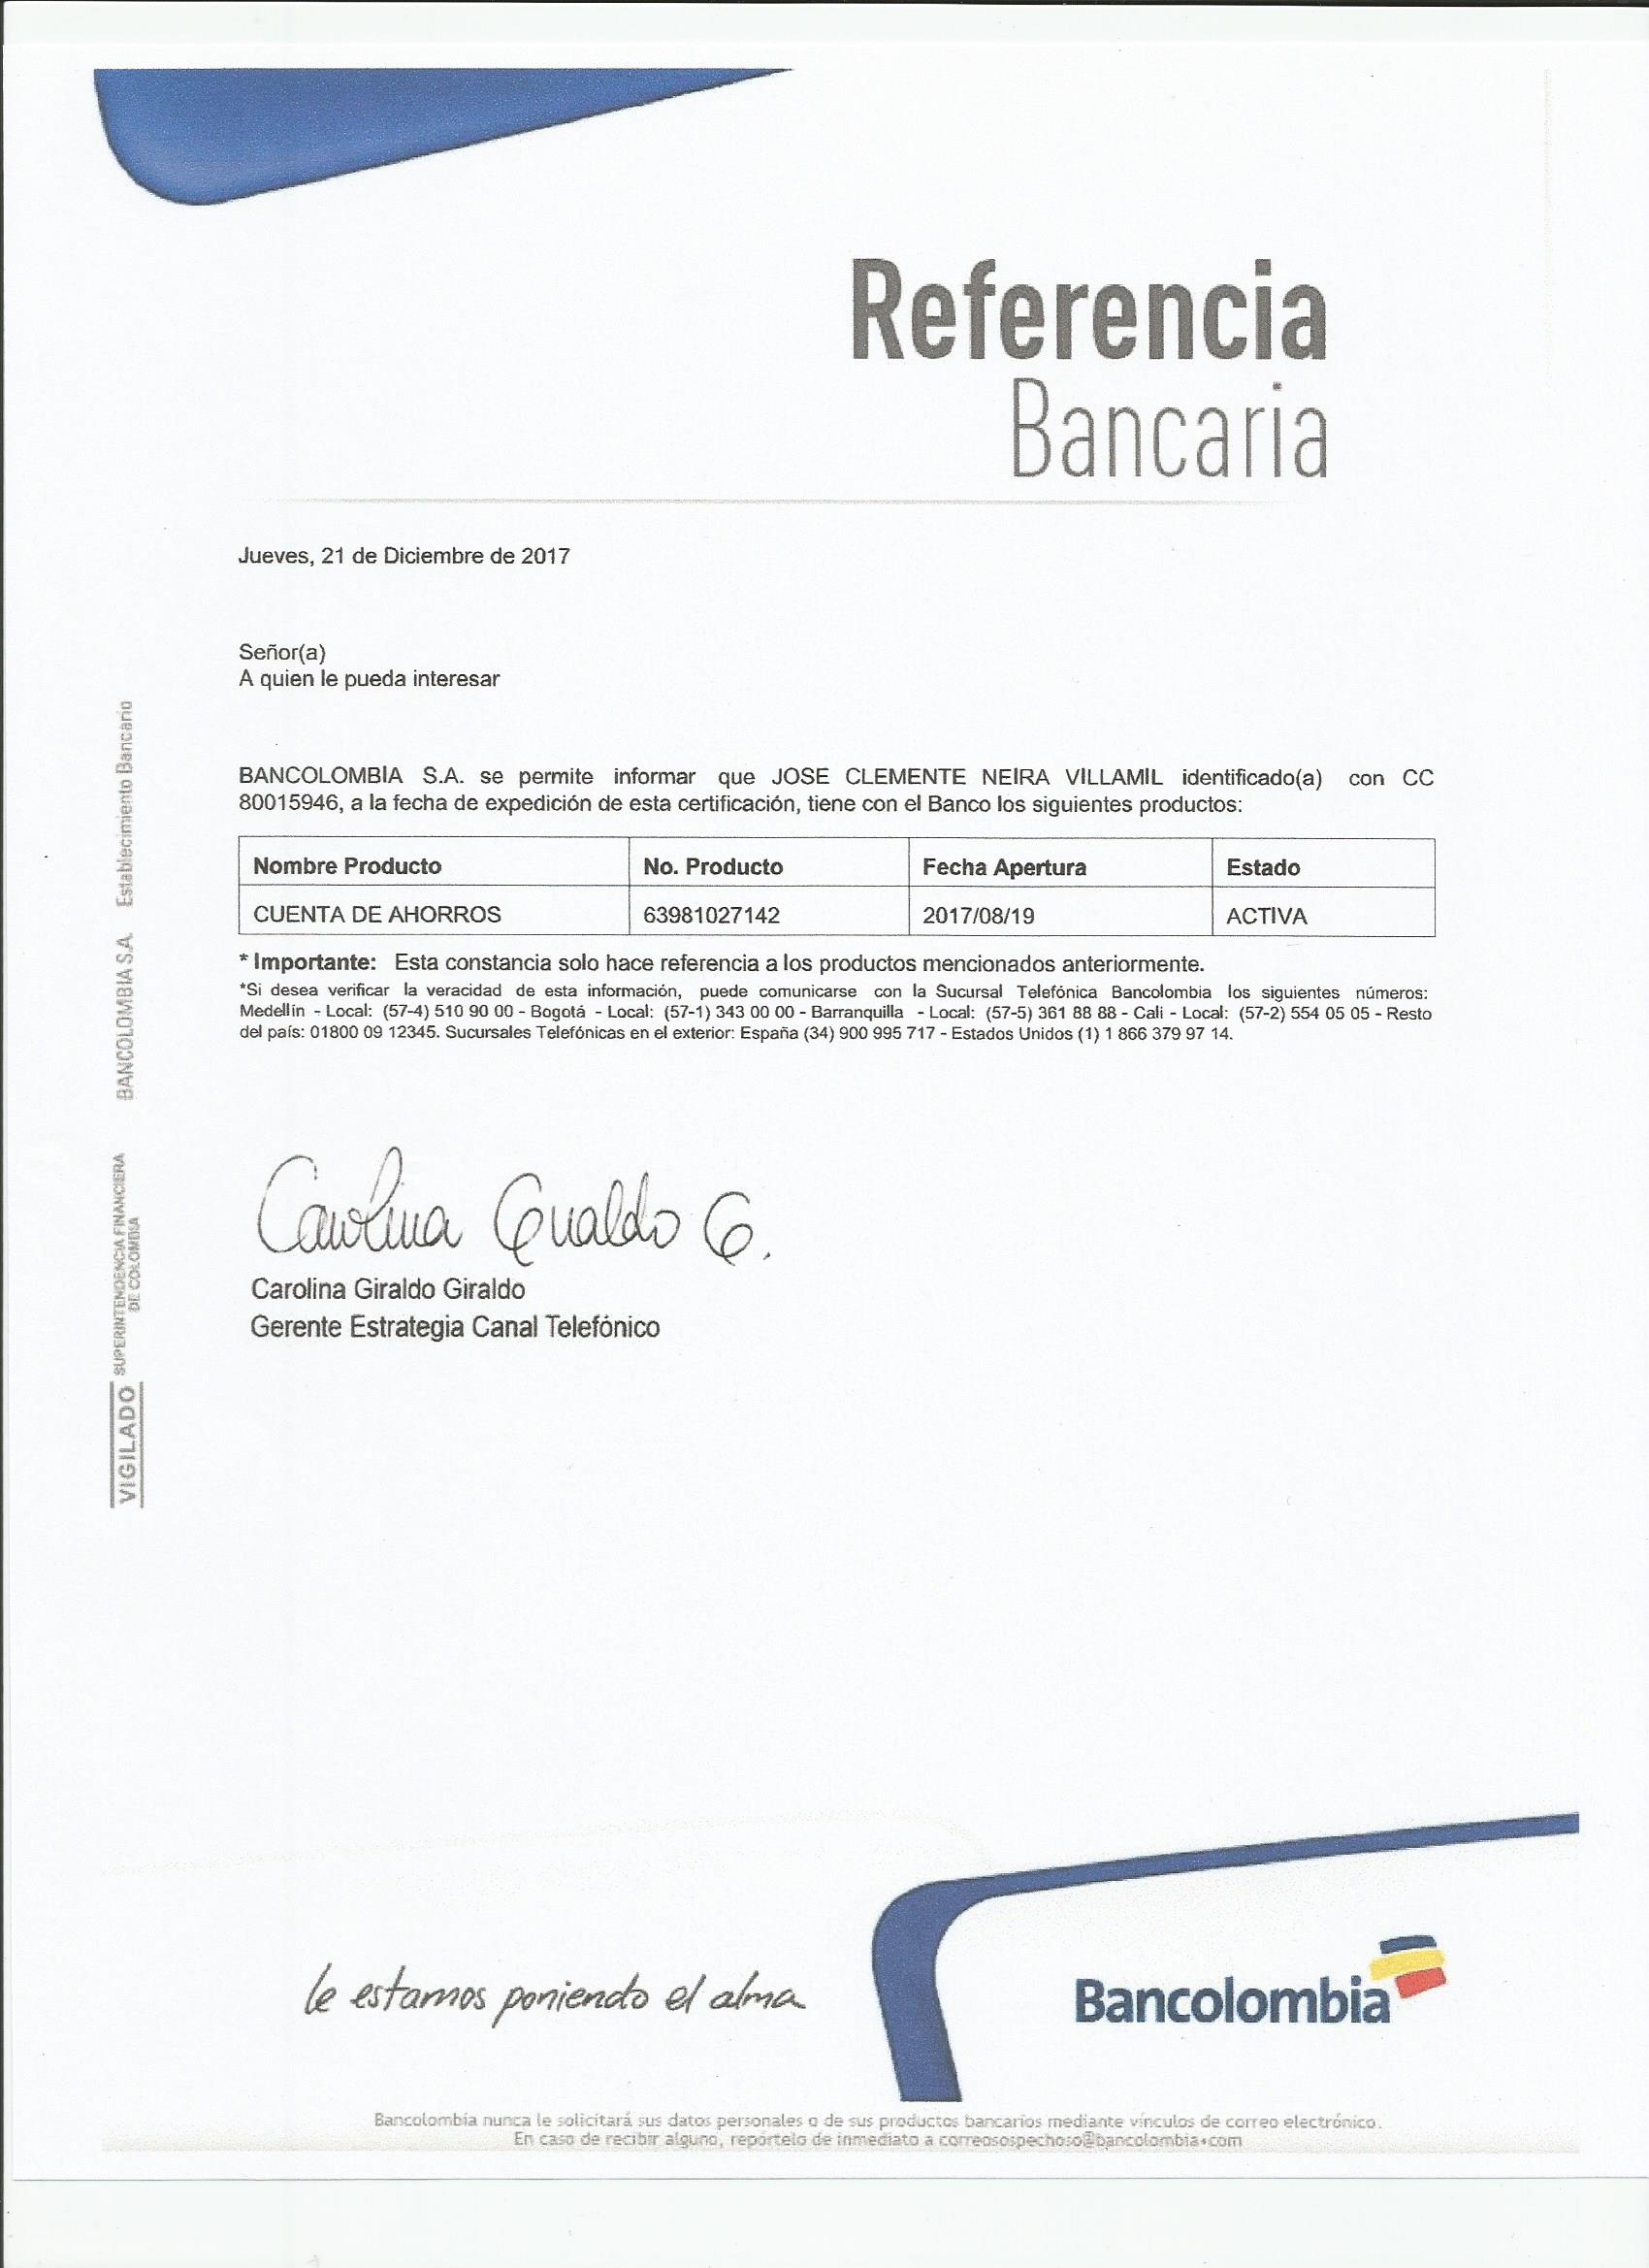 Referencia
Bancaria
Jueves, 21 de Diciembre de 2017
Señor(a)
A quien le pueda interesar
BANCOLOMBIA S.A. se permite informar que JOSE CLEMENTE NEIRA VILLAMIL identificado(a) con CC
80015946, a la fecha de expedición de esta certificación, tiene con el Banco los siguientes productos:
Nombre Producto No. Producto Fecha Apertura Estado
CUENTA DE AHORROS 63981027142 2017/08/19 ACTIVA
* Importante: Esta constancia solo hace referencia a los productos mencionados anteriormente.
*Si desea verificar la veracidad de esta información, puede comunicarse con la Sucursal Telefónica Bancolombia los siguientes números:
Medellín - Local: (57-4) 510 90 00 - Bogotá - Local: (57-1) 343 00 00 - Barranquilla - Local: (57-5) 361 88 88 - Cali - Local: (57-2) 554 05 05 - Resto
del país: 01800 09 12345. Sucursales Telefónicas en el exterior: España (34) 900 995 717 - Estados Unidos (1) 1 866 379 97 14.
Carolina Giraldo G.
Carolina Giraldo Giraldo
Gerente Estrategia Canal Telefónico
VIGILADO SUPERINTENDENCIA FINANCIERA
DE COLOMBIA
BANCOLOMBIA S.A. Establecimiento Bancario
le estamos poniendo el alma
Bancolombia
Bancolombia nunca le solicitará sus datos personales o de sus productos bancarios mediante vínculos de correo electrónico.
En caso de recibir alguno, repórtelo de inmediato a correosospechoso@bancolombia.com